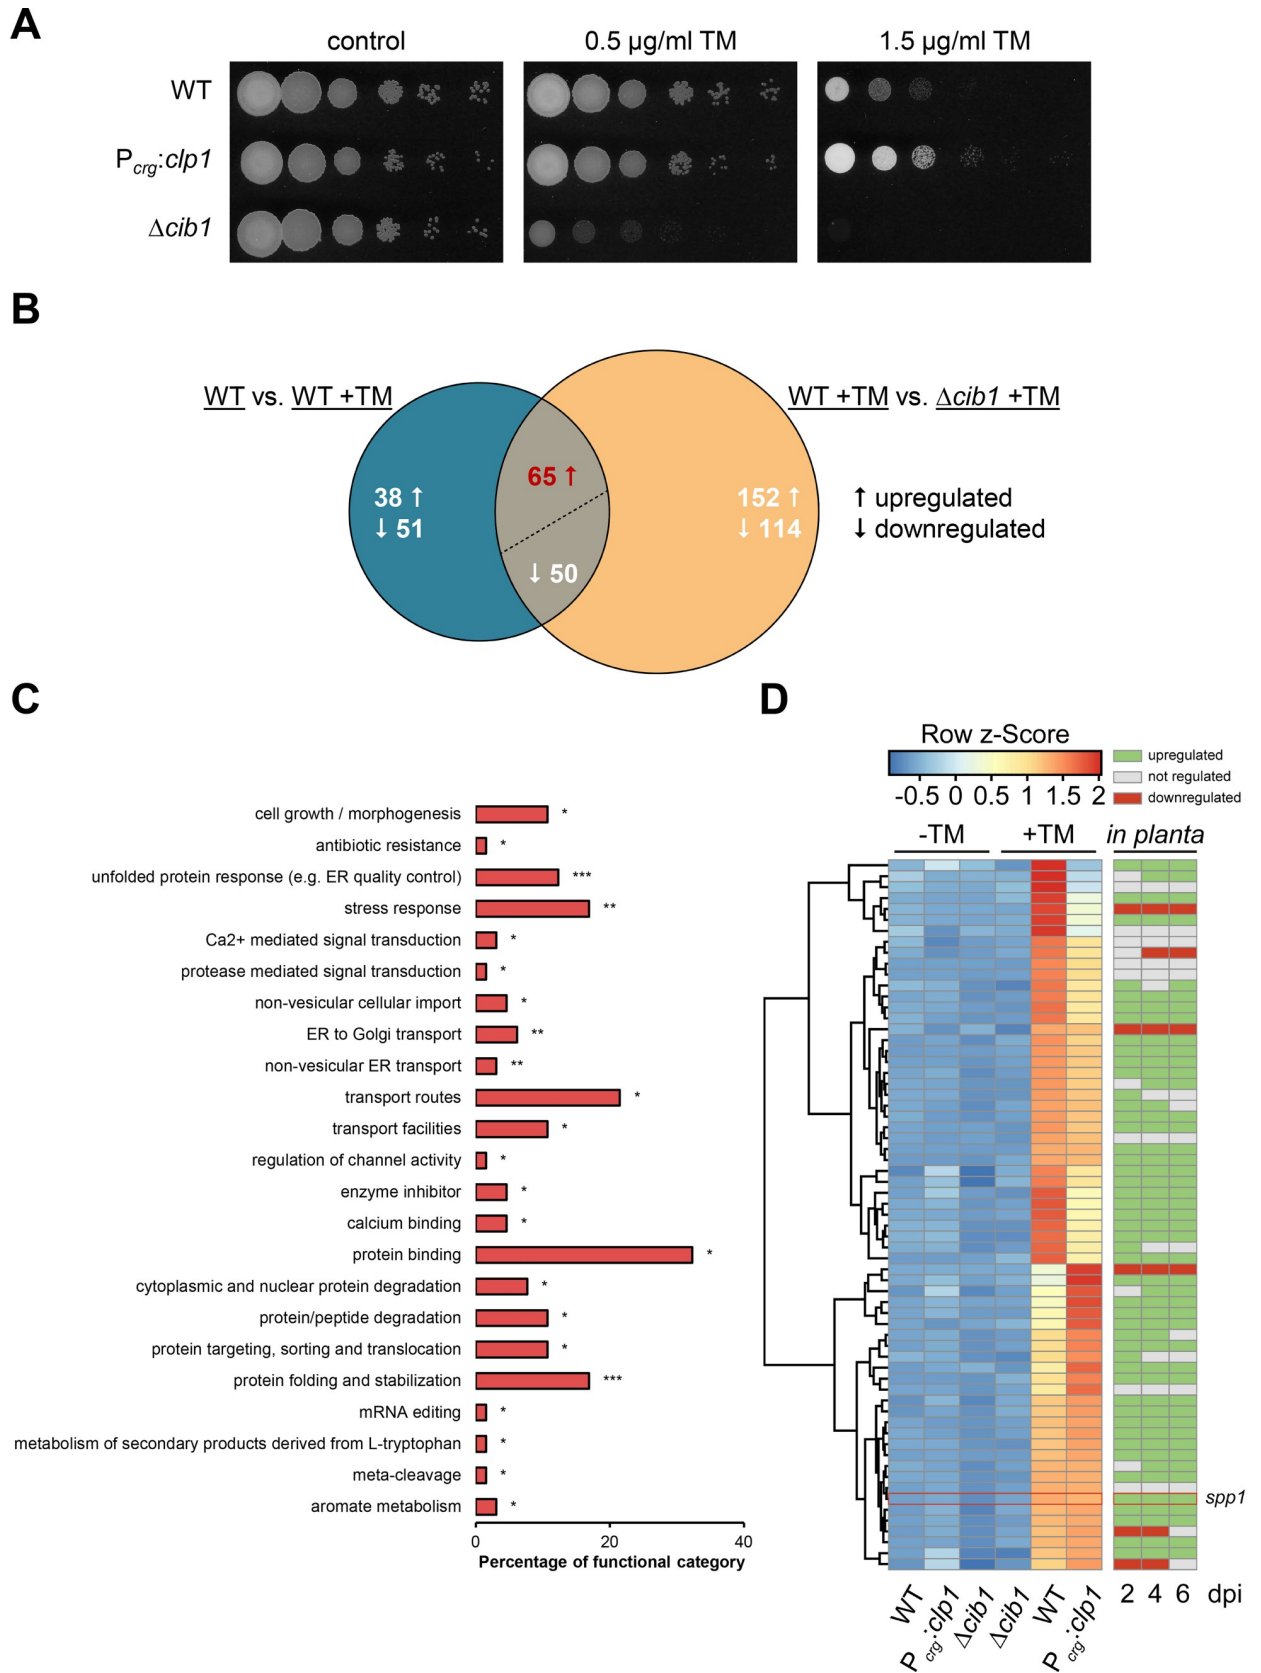 A
control
0.5 µg/ml TM
1.5 µg/ml TM
WT
Pcrg:clp1
Δcib1
B
WT vs. WT +TM
WT +TM vs. Δcib1 +TM
65 ↑
38 ↑
↓ 51
152 ↑
↓ 114
↓ 50
↑ upregulated
↓ downregulated
C
cell growth / morphogenesis *
antibiotic resistance *
unfolded protein response (e.g. ER quality control) ***
stress response **
Ca2+ mediated signal transduction *
protease mediated signal transduction *
non-vesicular cellular import *
ER to Golgi transport **
non-vesicular ER transport **
transport routes *
transport facilities *
regulation of channel activity *
enzyme inhibitor *
calcium binding *
protein binding *
cytoplasmic and nuclear protein degradation *
protein/peptide degradation *
protein targeting, sorting and translocation *
protein folding and stabilization ***
mRNA editing *
metabolism of secondary products derived from L-tryptophan *
meta-cleavage *
aromate metabolism *
0 20 40
Percentage of functional category
D
Row z-Score
-0.5 0 0.5 1 1.5 2
upregulated
not regulated
downregulated
-TM +TM in planta
spp1
WT Pcrg:clp1 Δcib1 Δcib1 WT Pcrg:clp1
2 4 6 dpi